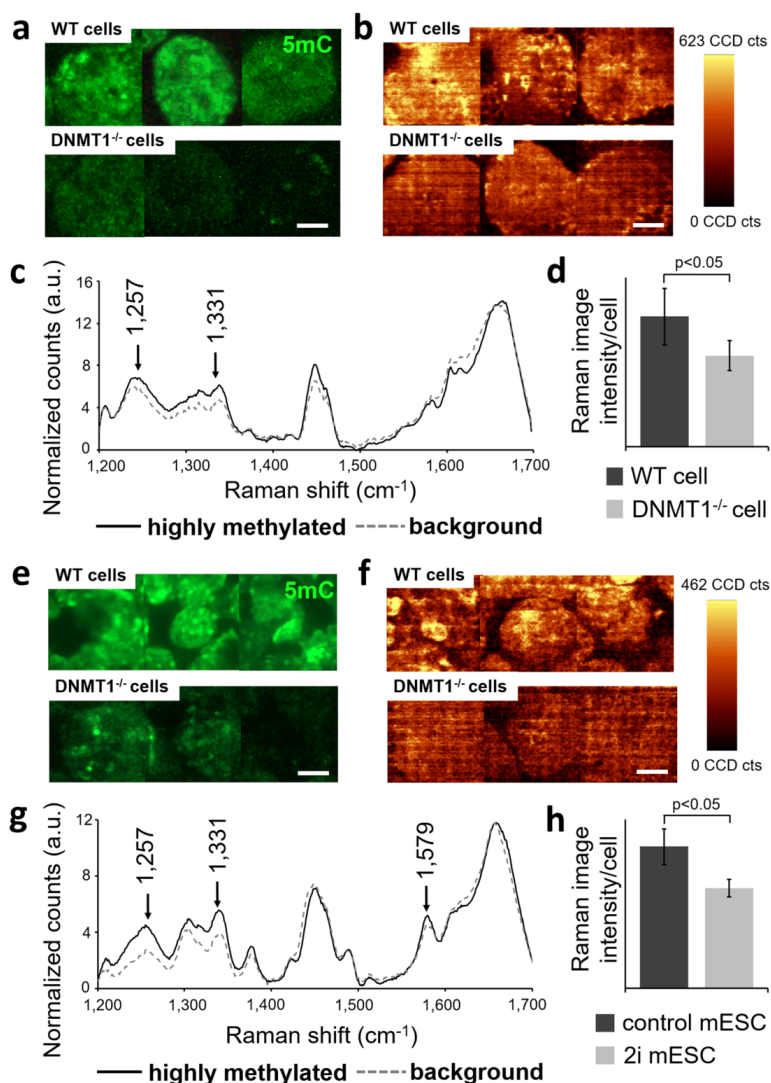 a
WT cells
5mC
DNMT1-/- cells
b
WT cells
DNMT1-/- cells
623 CCD cts
0 CCD cts
c
Normalized counts (a.u.)
16
12
8
4
0
1,257
1,331
1,200
1,300
1,400
1,500
1,600
1,700
Raman shift (cm-1)
highly methylated
background
d
p<0.05
Raman image
intensity/cell
WT cell
DNMT1-/- cell
e
WT cells
5mC
DNMT1-/- cells
f
WT cells
DNMT1-/- cells
462 CCD cts
0 CCD cts
g
Normalized counts (a.u.)
12
8
4
0
1,257
1,331
1,579
1,200
1,300
1,400
1,500
1,600
1,700
Raman shift (cm-1)
highly methylated
background
h
p<0.05
Raman image
intensity/cell
control mESC
2i mESC